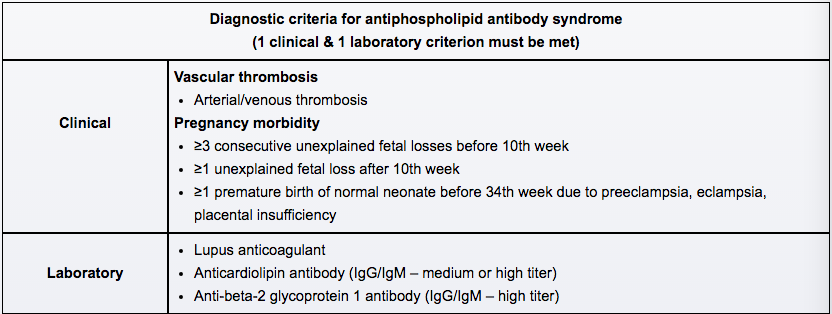 Diagnostic criteria for antiphospholipid antibody syndrome
(1 clinical & 1 laboratory criterion must be met)
Clinical
Vascular thrombosis
• Arterial/venous thrombosis
Pregnancy morbidity
• ≥3 consecutive unexplained fetal losses before 10th week
• ≥1 unexplained fetal loss after 10th week
• ≥1 premature birth of normal neonate before 34th week due to preeclampsia, eclampsia,
placental insufficiency
Laboratory
• Lupus anticoagulant
• Anticardiolipin antibody (IgG/IgM – medium or high titer)
• Anti-beta-2 glycoprotein 1 antibody (IgG/IgM – high titer)